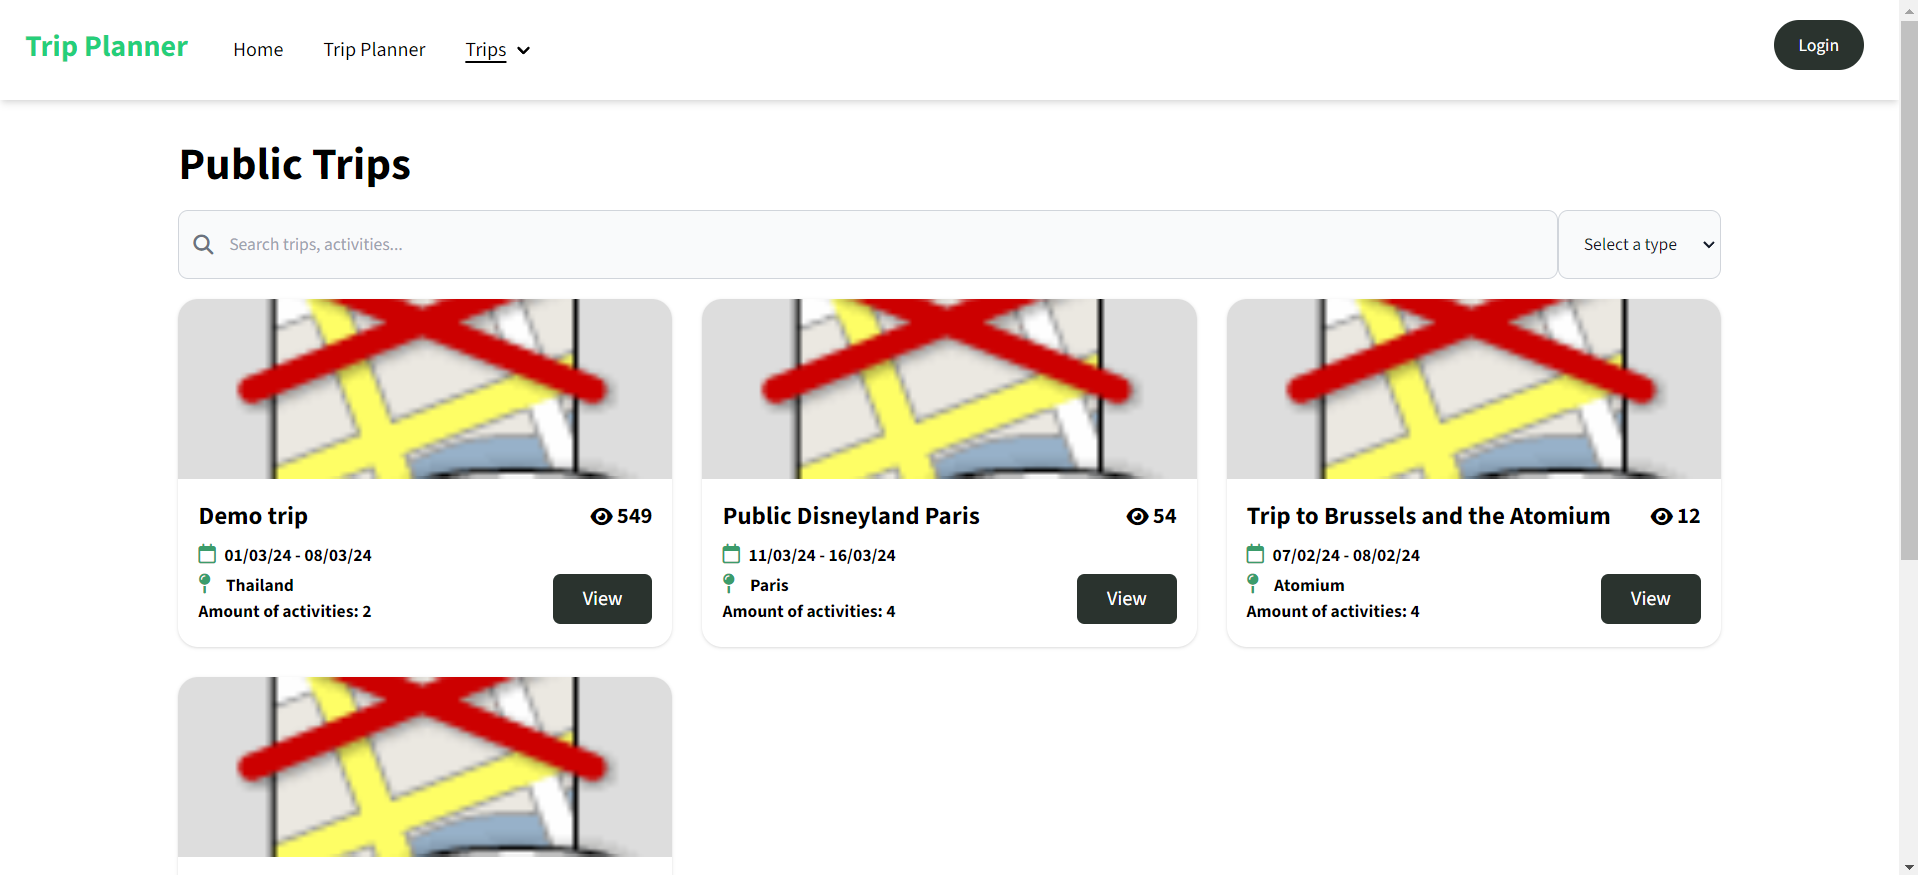 Trip Planner Home Trip Planner Trips Login
Public Trips
Search trips, activities... Select a type
Demo trip 549
01/03/24 - 08/03/24
Thailand
Amount of activities: 2
View
Public Disneyland Paris 54
11/03/24 - 16/03/24
Paris
Amount of activities: 4
View
Trip to Brussels and the Atomium 12
07/02/24 - 08/02/24
Atomium
Amount of activities: 4
View